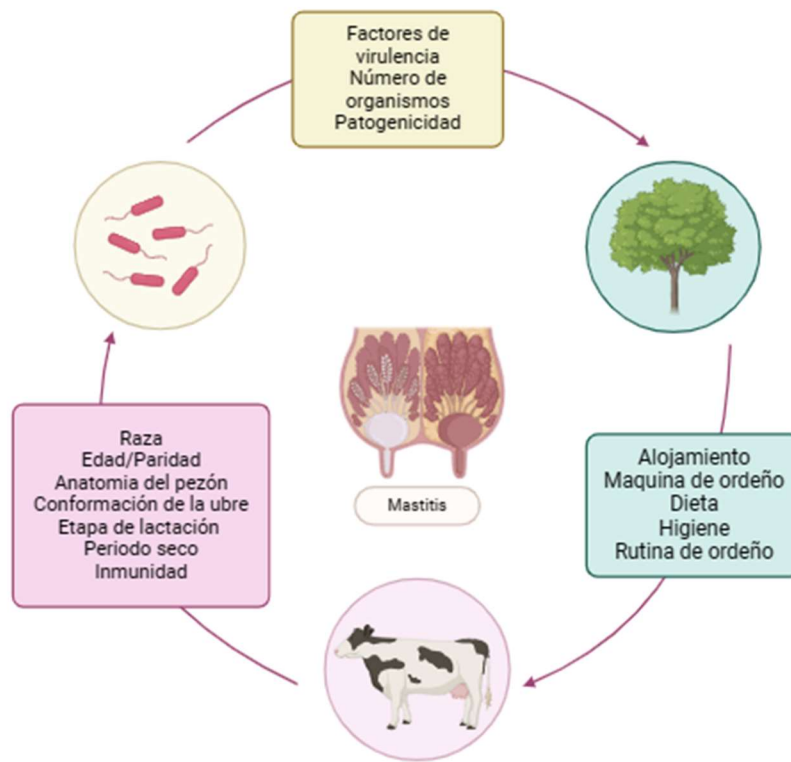 Factores de
virulencia
Número de
organismos
Patogenicidad
Raza
Edad/Paridad
Anatomia del pezón
Conformación de la ubre
Etapa de lactación
Periodo seco
Inmunidad
Mastitis
Alojamiento
Maquina de ordeño
Dieta
Higiene
Rutina de ordeño